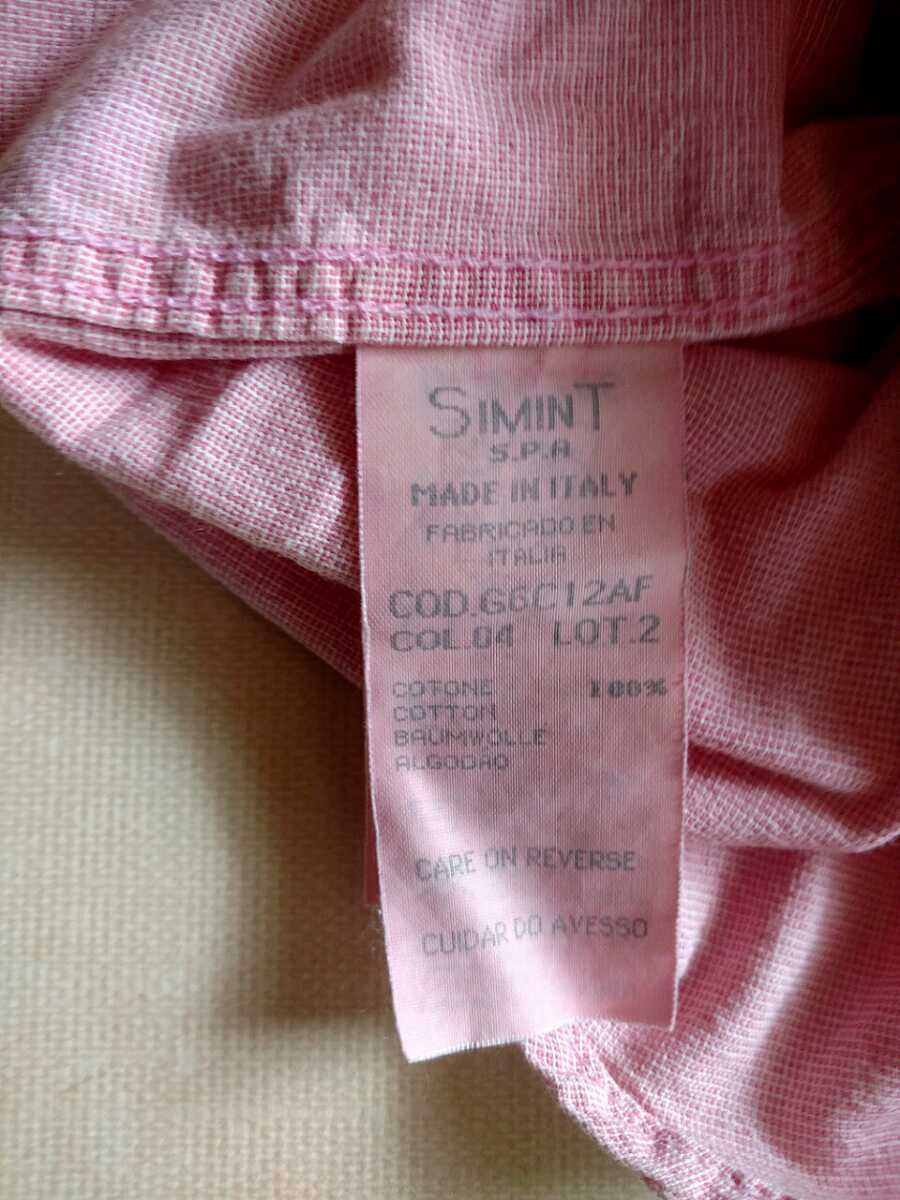 SIMINT
S.P.A
MADE IN ITALY
FABRICADO EN
ITALIA
COD.G6C12AF
COL.04 LOT.2
COTONE 100%
COTTON
BAUMWOLLE
ALGODÃO
CARE ON REVERSE
CUIDAR DO AVESSO